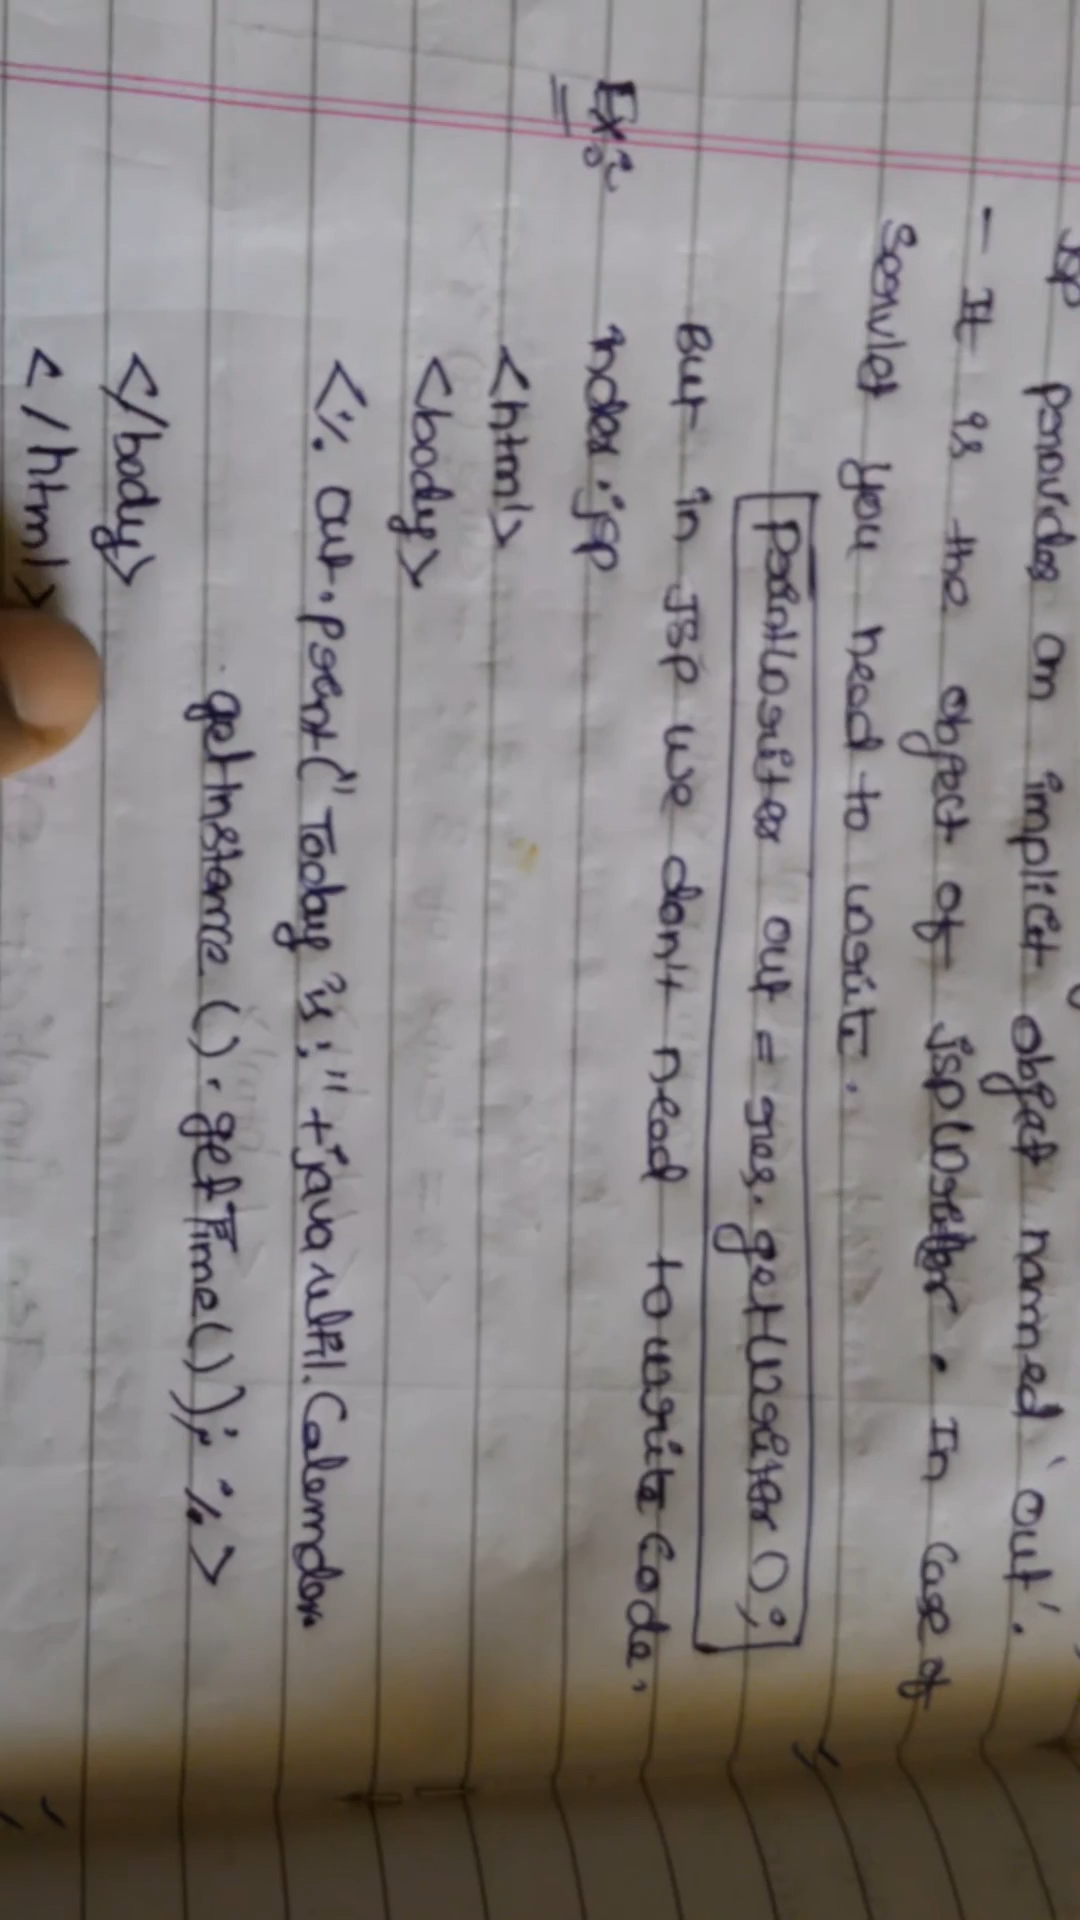 JSP provides an implicit object named 'out'.
- It is the object of JspWriter. In case of
Servlet you need to write.
PrintWriter out = res.getWriter();
But in JSP we don't need to write code.
Ex:
index.jsp
<html>
<body>
<% out.print("Today is:" + java.util.Calendar.
getInstance().getTime()); %>
</body>
</html>